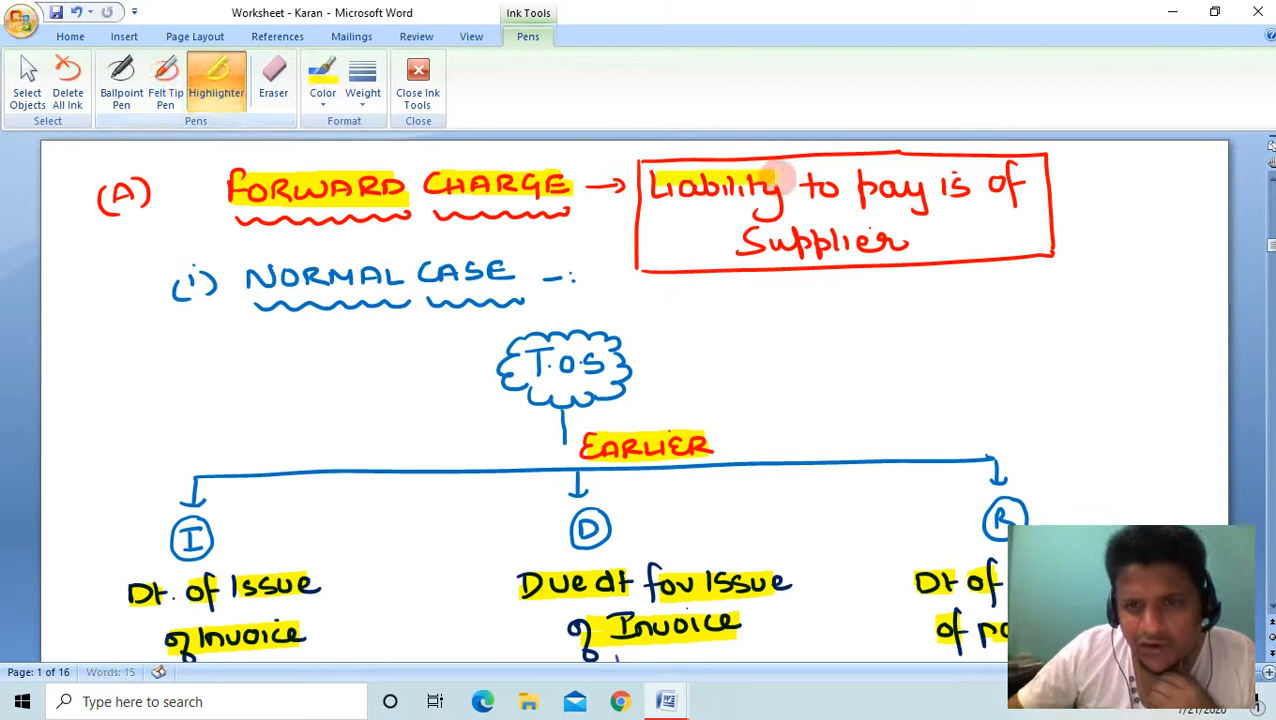 Worksheet - Karan - Microsoft Word
Ink Tools
Home Insert Page Layout References Mailings Review View Pens
Select Objects
Delete All Ink
Ballpoint Pen
Felt Tip Pen
Highlighter
Eraser
Color
Weight
Close Ink Tools
Select Pens Format Close
(A) FORWARD CHARGE → Liability to pay is of
Supplier
(i) NORMAL CASE -:
T.O.S
EARLIER
I D R
Dt. of Issue Due dt for Issue Dt of
of Invoice of Invoice of
Page: 1 of 16 Words: 15
Type here to search
7/21/2020